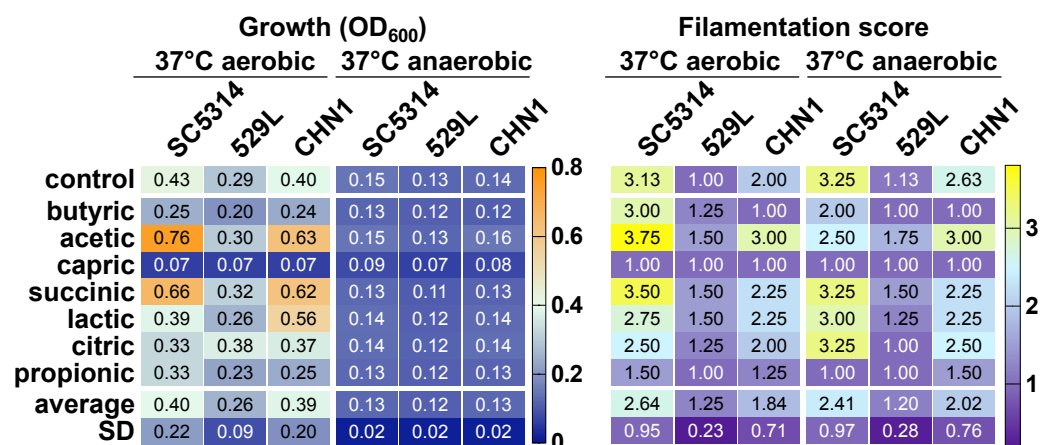 Growth (OD600) Filamentation score
37°C aerobic 37°C anaerobic 37°C aerobic 37°C anaerobic
SC5314 529L CHN1 SC5314 529L CHN1 SC5314 529L CHN1 SC5314 529L CHN1
control 0.43 0.29 0.40 0.15 0.13 0.14 0.8 3.13 1.00 2.00 3.25 1.13 2.63
butyric 0.25 0.20 0.24 0.13 0.12 0.12 3.00 1.25 1.00 2.00 1.00 1.00 3
acetic 0.76 0.30 0.63 0.15 0.13 0.16 0.6 3.75 1.50 3.00 2.50 1.75 3.00
capric 0.07 0.07 0.07 0.09 0.07 0.08 1.00 1.00 1.00 1.00 1.00 1.00
succinic 0.66 0.32 0.62 0.13 0.11 0.13 0.4 3.50 1.50 2.25 3.25 1.50 2.25 2
lactic 0.39 0.26 0.56 0.14 0.12 0.14 2.75 1.50 2.25 3.00 1.25 2.25
citric 0.33 0.38 0.37 0.14 0.12 0.14 2.50 1.25 2.00 3.25 1.00 2.50
propionic 0.33 0.23 0.25 0.13 0.12 0.13 0.2 1.50 1.00 1.25 1.00 1.00 1.50 1
average 0.40 0.26 0.39 0.13 0.12 0.13 2.64 1.25 1.84 2.41 1.20 2.02
SD 0.22 0.09 0.20 0.02 0.02 0.02 0 0.95 0.23 0.71 0.97 0.28 0.76